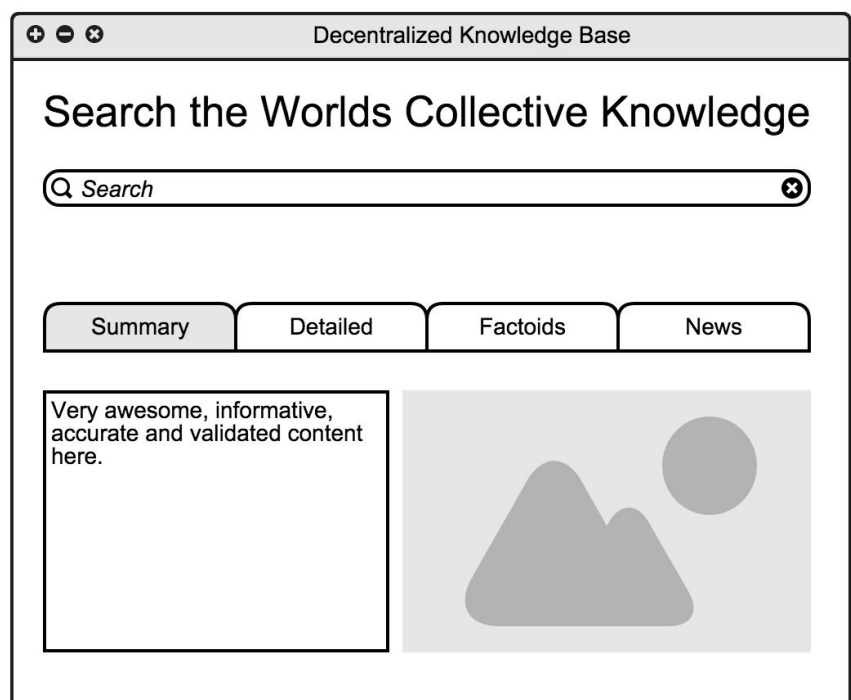 Decentralized Knowledge Base
Search the Worlds Collective Knowledge
Search
Summary
Detailed
Factoids
News
Very awesome, informative,
accurate and validated content
here.